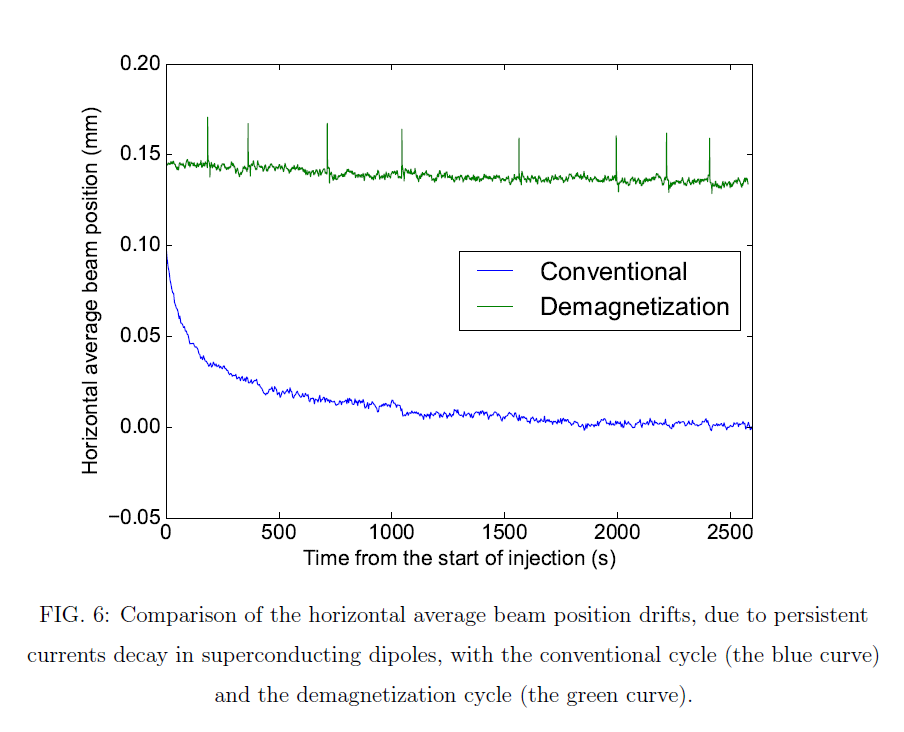 0.20
0.15
0.10
0.05
0.00
−0.05
Horizontal average beam position (mm)
Conventional
Demagnetization
0 500 1000 1500 2000 2500
Time from the start of injection (s)
FIG. 6: Comparison of the horizontal average beam position drifts, due to persistent
currents decay in superconducting dipoles, with the conventional cycle (the blue curve)
and the demagnetization cycle (the green curve).